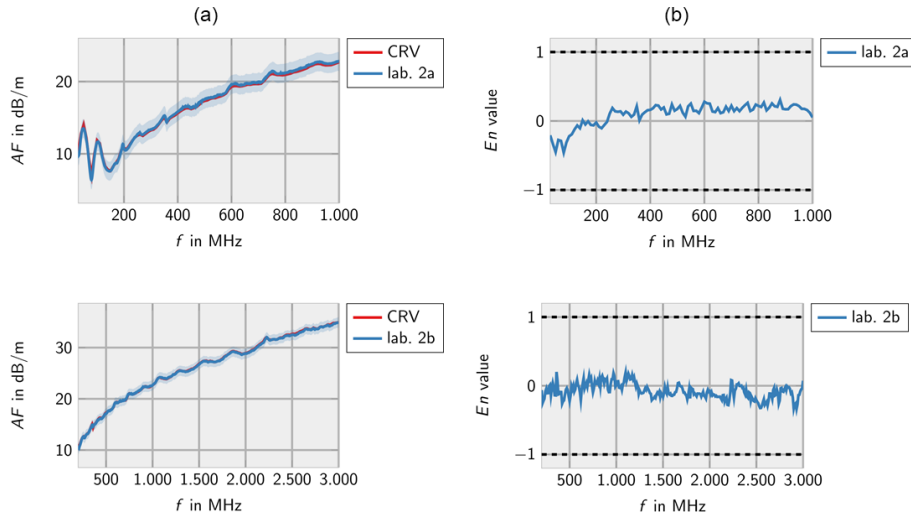 (a) (b)
CRV
lab. 2a
20
10
AF in dB/m
200 400 600 800 1.000
f in MHz
lab. 2a
1
0
−1
En value
200 400 600 800 1.000
f in MHz
CRV
lab. 2b
30
20
10
AF in dB/m
500 1.000 1.500 2.000 2.500 3.000
f in MHz
lab. 2b
1
0
−1
En value
500 1.000 1.500 2.000 2.500 3.000
f in MHz